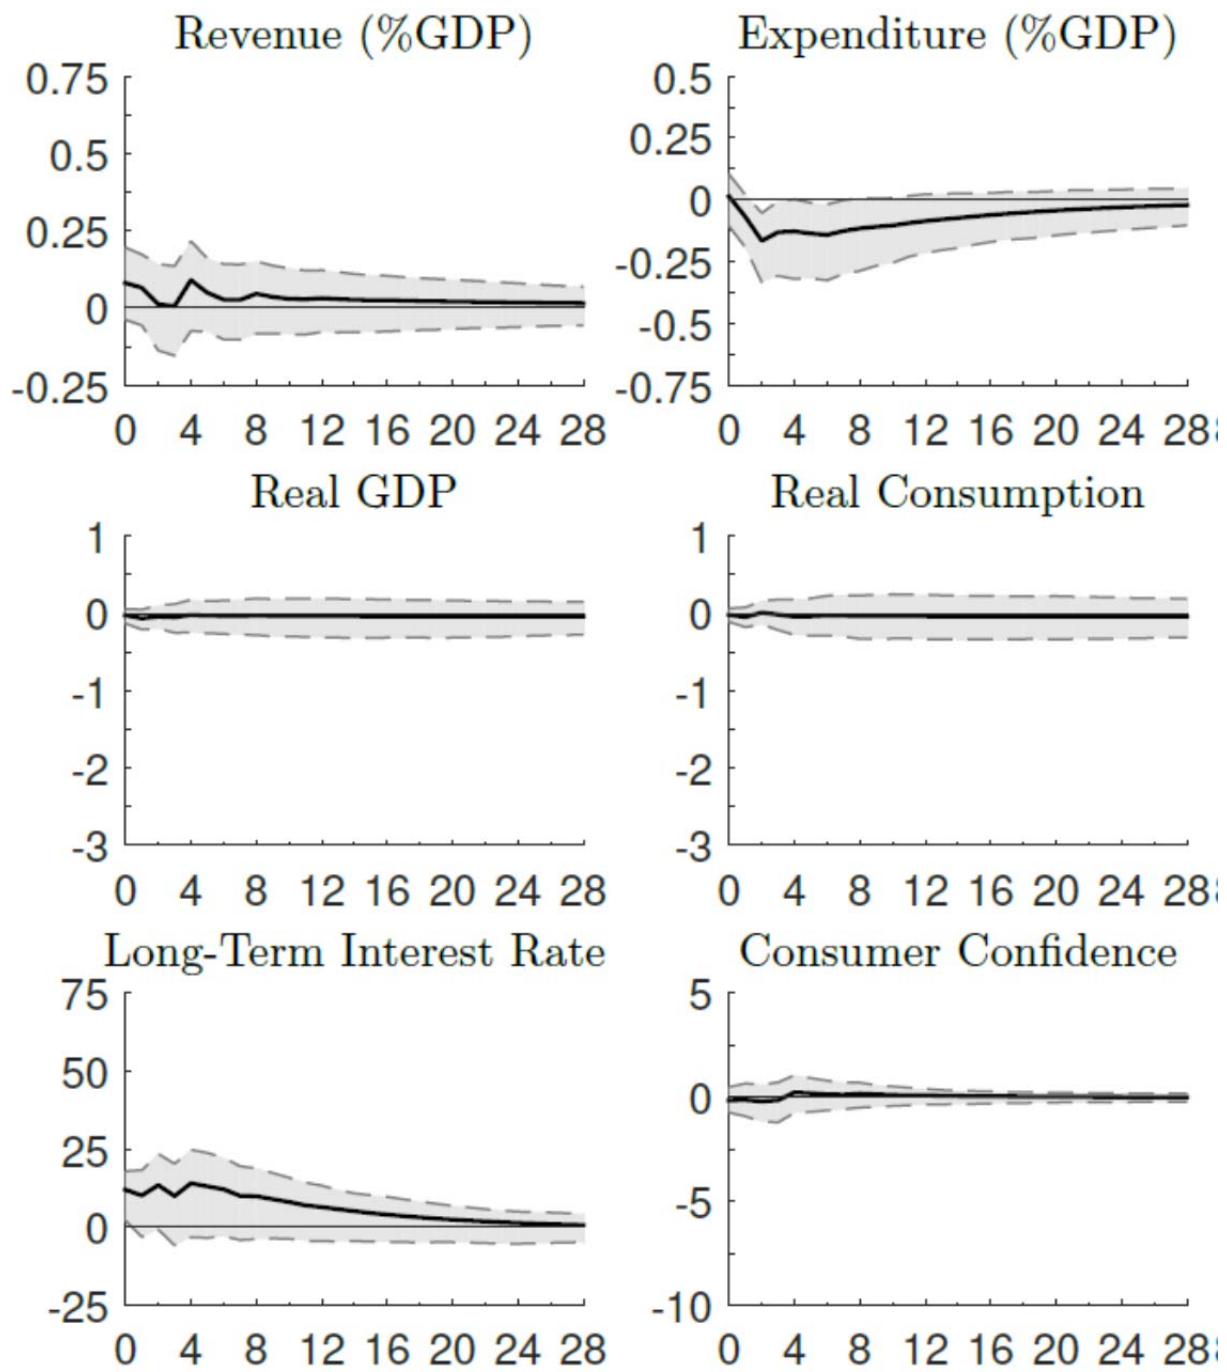 Revenue (%GDP)
0.75
0.5
0.25
0
-0.25
0 4 8 12 16 20 24 28
Expenditure (%GDP)
0.5
0.25
0
-0.25
-0.5
-0.75
0 4 8 12 16 20 24 28
Real GDP
1
0
-1
-2
-3
0 4 8 12 16 20 24 28
Real Consumption
1
0
-1
-2
-3
0 4 8 12 16 20 24 28
Long-Term Interest Rate
75
50
25
0
-25
0 4 8 12 16 20 24 28
Consumer Confidence
5
0
-5
-10
0 4 8 12 16 20 24 28